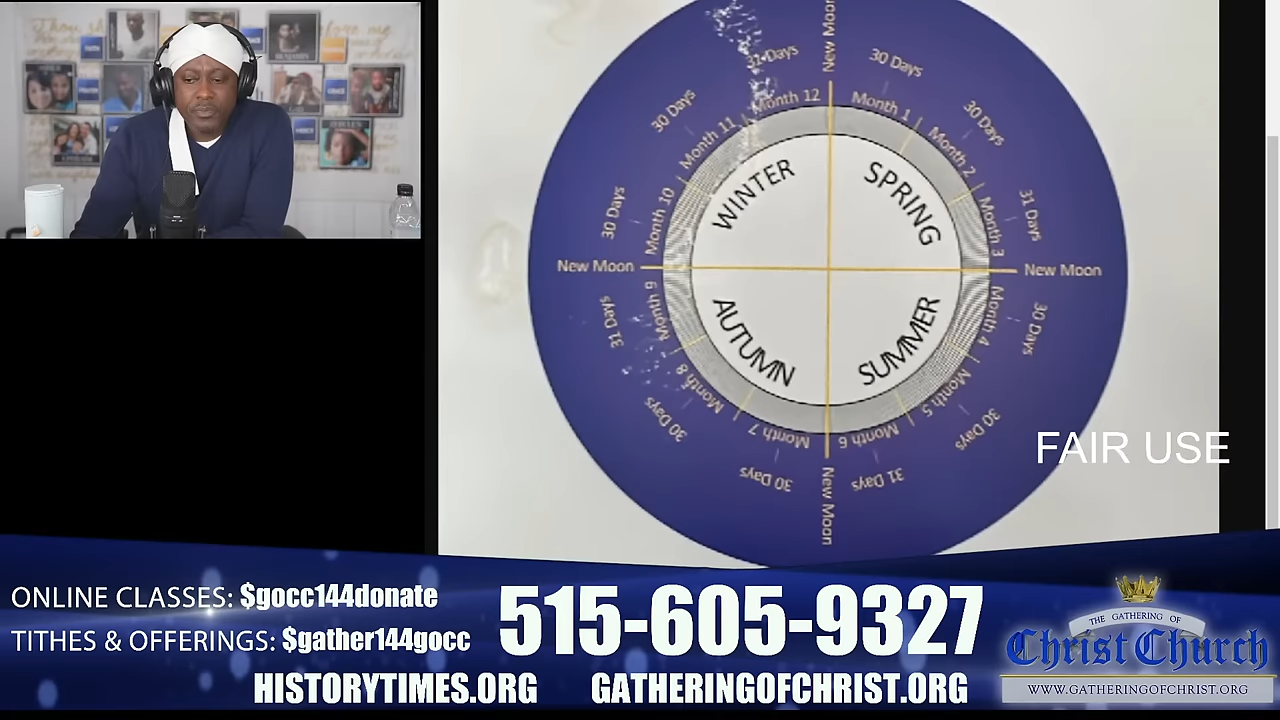 New Moon
31 Days
30 Days
Month 12
Month 1
30 Days
30 Days
Month 11
Month 2
WINTER
SPRING
30 Days
31 Days
Month 10
Month 3
New Moon
New Moon
Month 9
Month 4
31 Days
30 Days
AUTUMN
SUMMER
Month 8
Month 5
30 Days
30 Days
Month 7
Month 6
30 Days
31 Days
New Moon
FAIR USE
ONLINE CLASSES: $gocc144donate
TITHES & OFFERINGS: $gather144gocc
515-605-9327
HISTORYTIMES.ORG
GATHERINGOFCHRIST.ORG
THE GATHERING OF
Christ Church
WWW.GATHERINGOFCHRIST.ORG